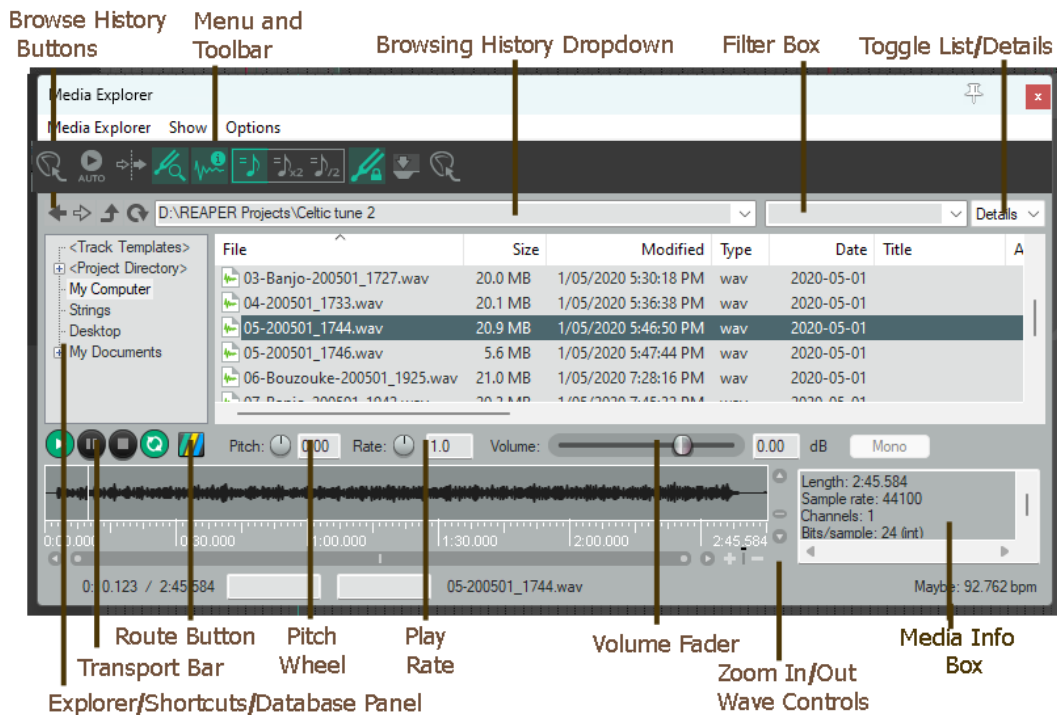 Browse History Buttons
Menu and Toolbar
Browsing History Dropdown
Filter Box
Toggle List/Details
Media Explorer
x
Media Explorer Show Options
AUTO
x2
/2
D:\REAPER Projects\Celtic tune 2
Details
<Track Templates>
<Project Directory>
My Computer
Strings
Desktop
My Documents
File Size Modified Type Date Title A
03-Banjo-200501_1727.wav 20.0 MB 1/05/2020 5:30:18 PM wav 2020-05-01
04-200501_1733.wav 20.1 MB 1/05/2020 5:36:38 PM wav 2020-05-01
05-200501_1744.wav 20.9 MB 1/05/2020 5:46:50 PM wav 2020-05-01
05-200501_1746.wav 5.6 MB 1/05/2020 5:47:44 PM wav 2020-05-01
06-Bouzouke-200501_1925.wav 21.0 MB 1/05/2020 7:28:16 PM wav 2020-05-01
Pitch: 0.00 Rate: 1.0 Volume: 0.00 dB Mono
Length: 2:45.584
Sample rate: 44100
Channels: 1
Bits/sample: 24 (int)
0:00.000 0:30.000 1:00.000 1:30.000 2:00.000 2:45.584
/ 2:45.584 05-200501_1744.wav Maybe: 92.762 bpm
Route Button
Transport Bar
Explorer/Shortcuts/Database Panel
Pitch Wheel
Play Rate
Volume Fader
Zoom In/Out Wave Controls
Media Info Box